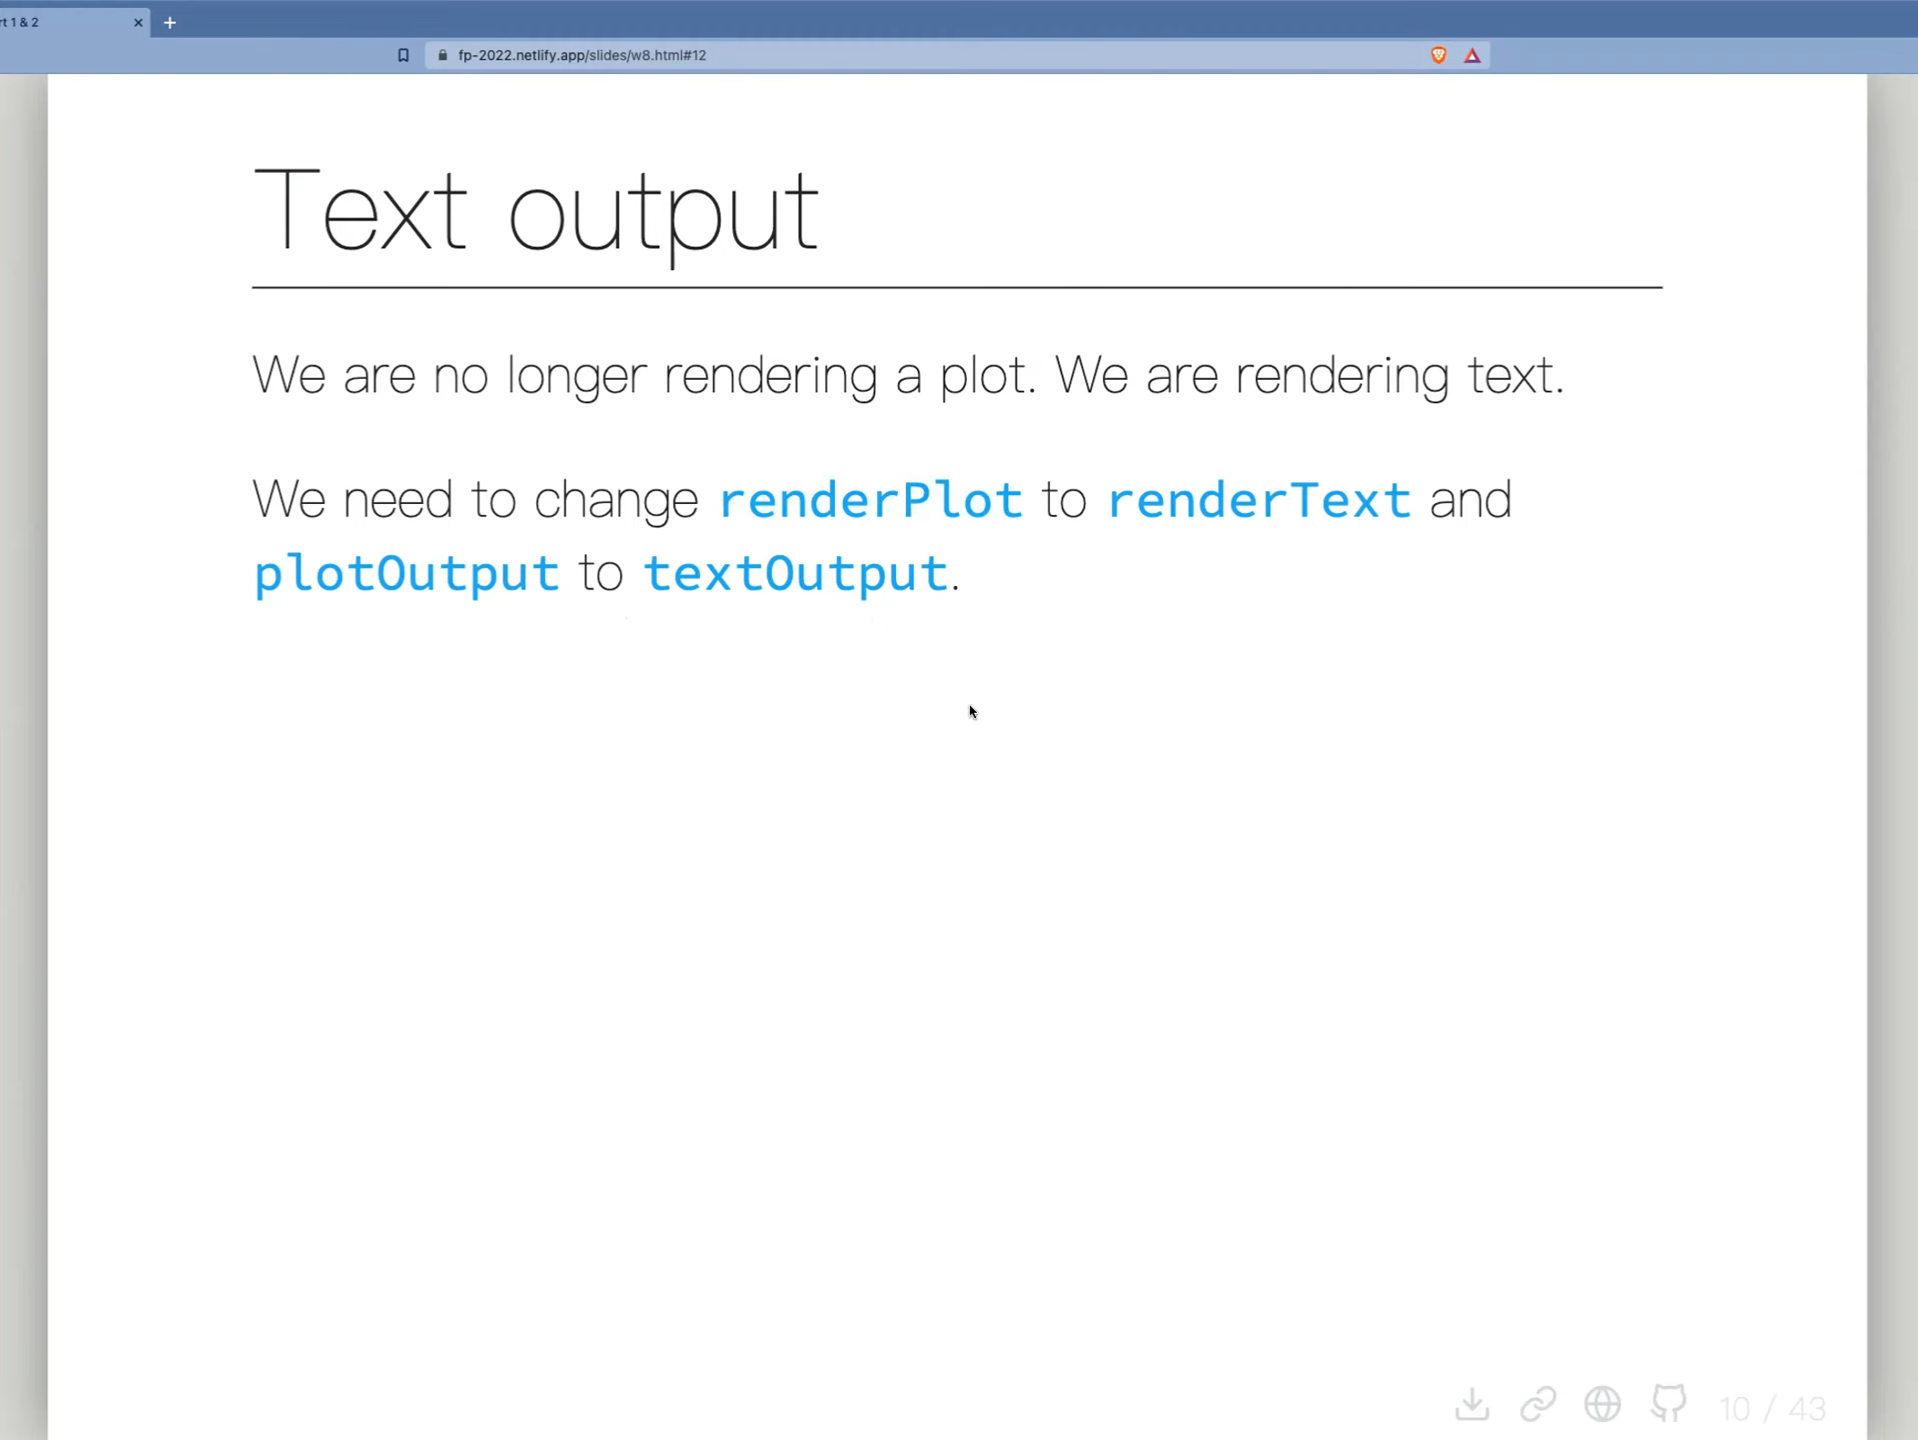 rt 1 & 2
fp-2022.netlify.app/slides/w8.html#12
Text output
We are no longer rendering a plot. We are rendering text.
We need to change renderPlot to renderText and
plotOutput to textOutput.
10 / 43